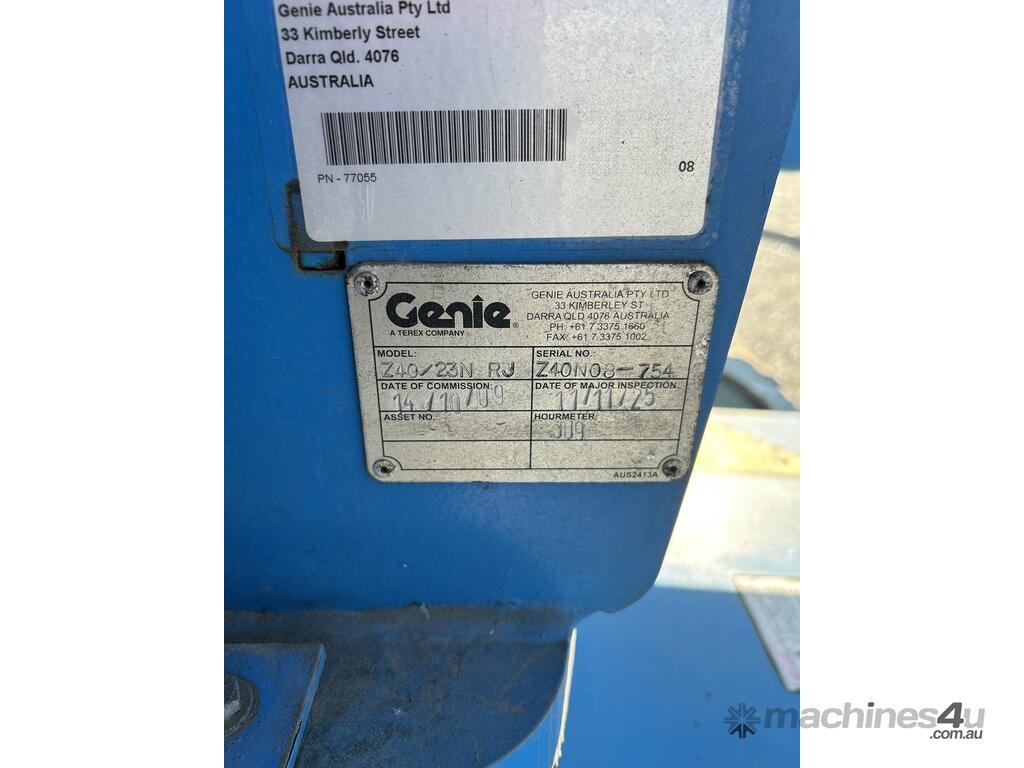 Genie Australia Pty Ltd
33 Kimberly Street
Darra Qld. 4076
AUSTRALIA
PN - 77055
08
Genie®
A TEREX COMPANY
GENIE AUSTRALIA PTY LTD
33 KIMBERLEY ST
DARRA QLD 4076 AUSTRALIA
PH: +61 7 3375 1660
FAX: +61 7 3375 1002
MODEL:
Z40/23N RJ
SERIAL NO.:
Z40N08-754
DATE OF COMMISSION:
14/10/09
DATE OF MAJOR INSPECTION
11/11/25
ASSET NO.:
HOURMETER:
309
AUS2413A
machines4u
.com.au